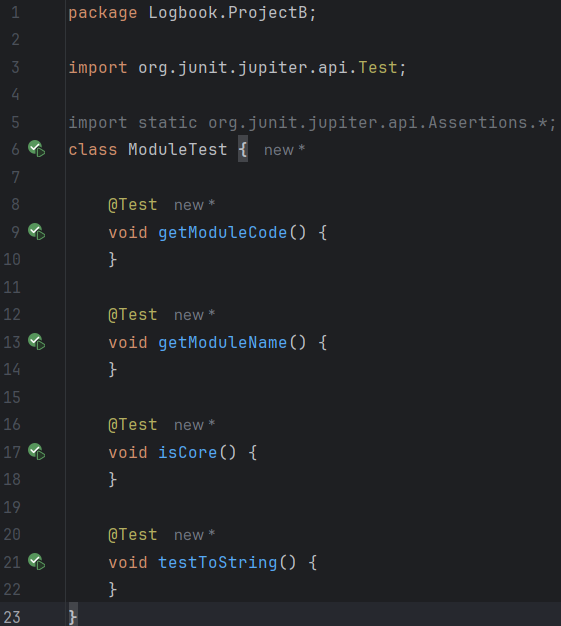 1 package Logbook.ProjectB;
2
3 import org.junit.jupiter.api.Test;
4
5 import static org.junit.jupiter.api.Assertions.*;
6 class ModuleTest { new *
7
8 @Test new *
9 void getModuleCode() {
10 }
11
12 @Test new *
13 void getModuleName() {
14 }
15
16 @Test new *
17 void isCore() {
18 }
19
20 @Test new *
21 void testToString() {
22 }
23 }